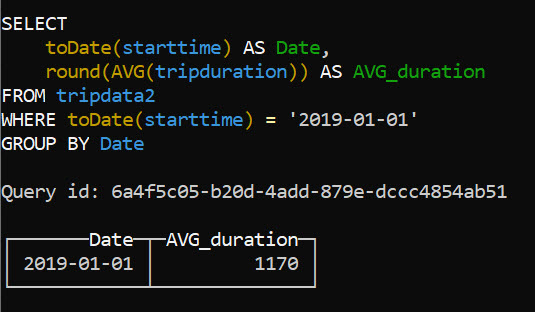 SELECT
    toDate(starttime) AS Date,
    round(AVG(tripduration)) AS AVG_duration
FROM tripdata2
WHERE toDate(starttime) = '2019-01-01'
GROUP BY Date
Query id: 6a4f5c05-b20d-4add-879e-dccc4854ab51
Date AVG_duration
2019-01-01 1170